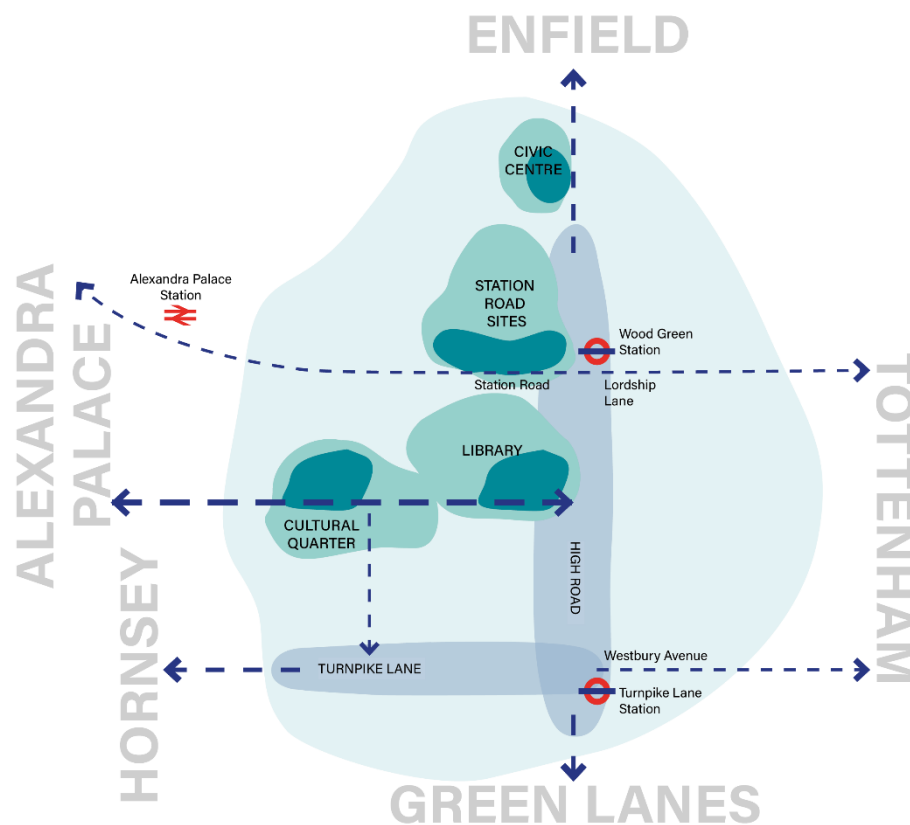 ENFIELD
CIVIC
CENTRE
ALEXANDRA
PALACE
Alexandra Palace
Station
STATION
ROAD
SITES
Wood Green
Station
Station Road
Lordship
Lane
TOTTENHAM
LIBRARY
CULTURAL
QUARTER
HIGH ROAD
HORNSEY
TURNPIKE LANE
Westbury Avenue
Turnpike Lane
Station
GREEN LANES